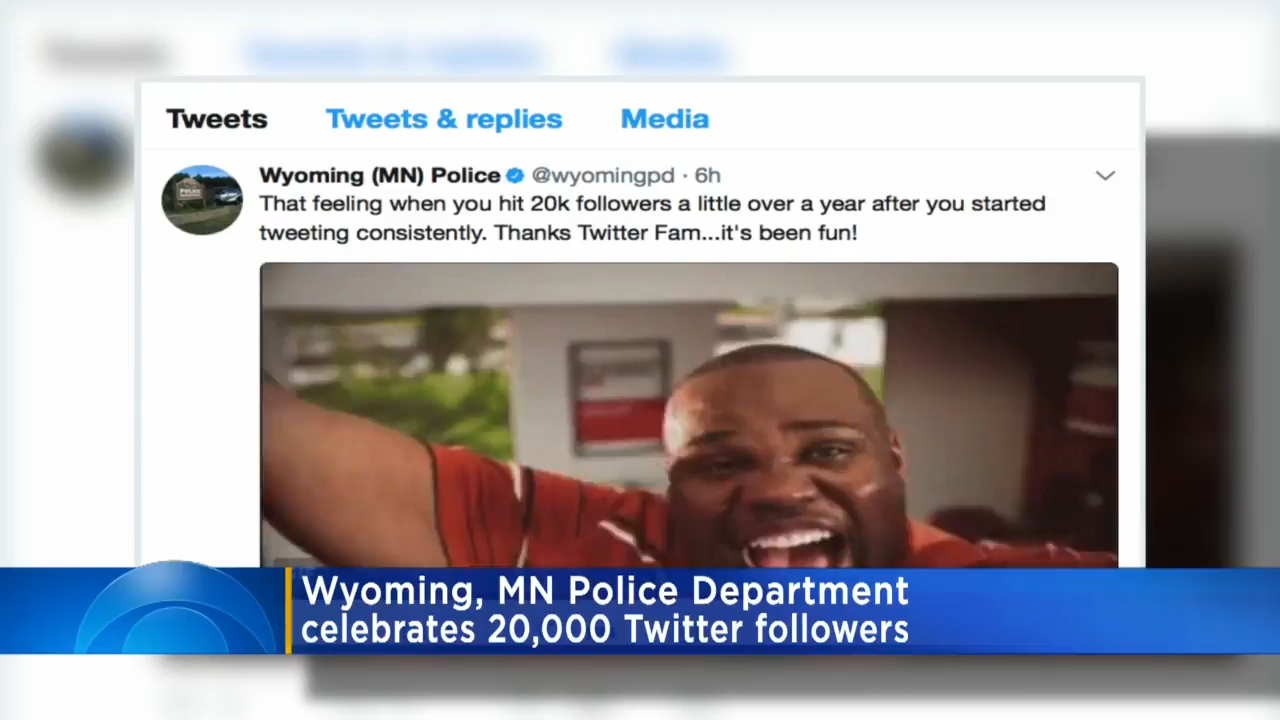 Tweets Tweets & replies Media
Wyoming (MN) Police @wyomingpd · 6h
That feeling when you hit 20k followers a little over a year after you started
tweeting consistently. Thanks Twitter Fam...it's been fun!
Wyoming, MN Police Department
celebrates 20,000 Twitter followers